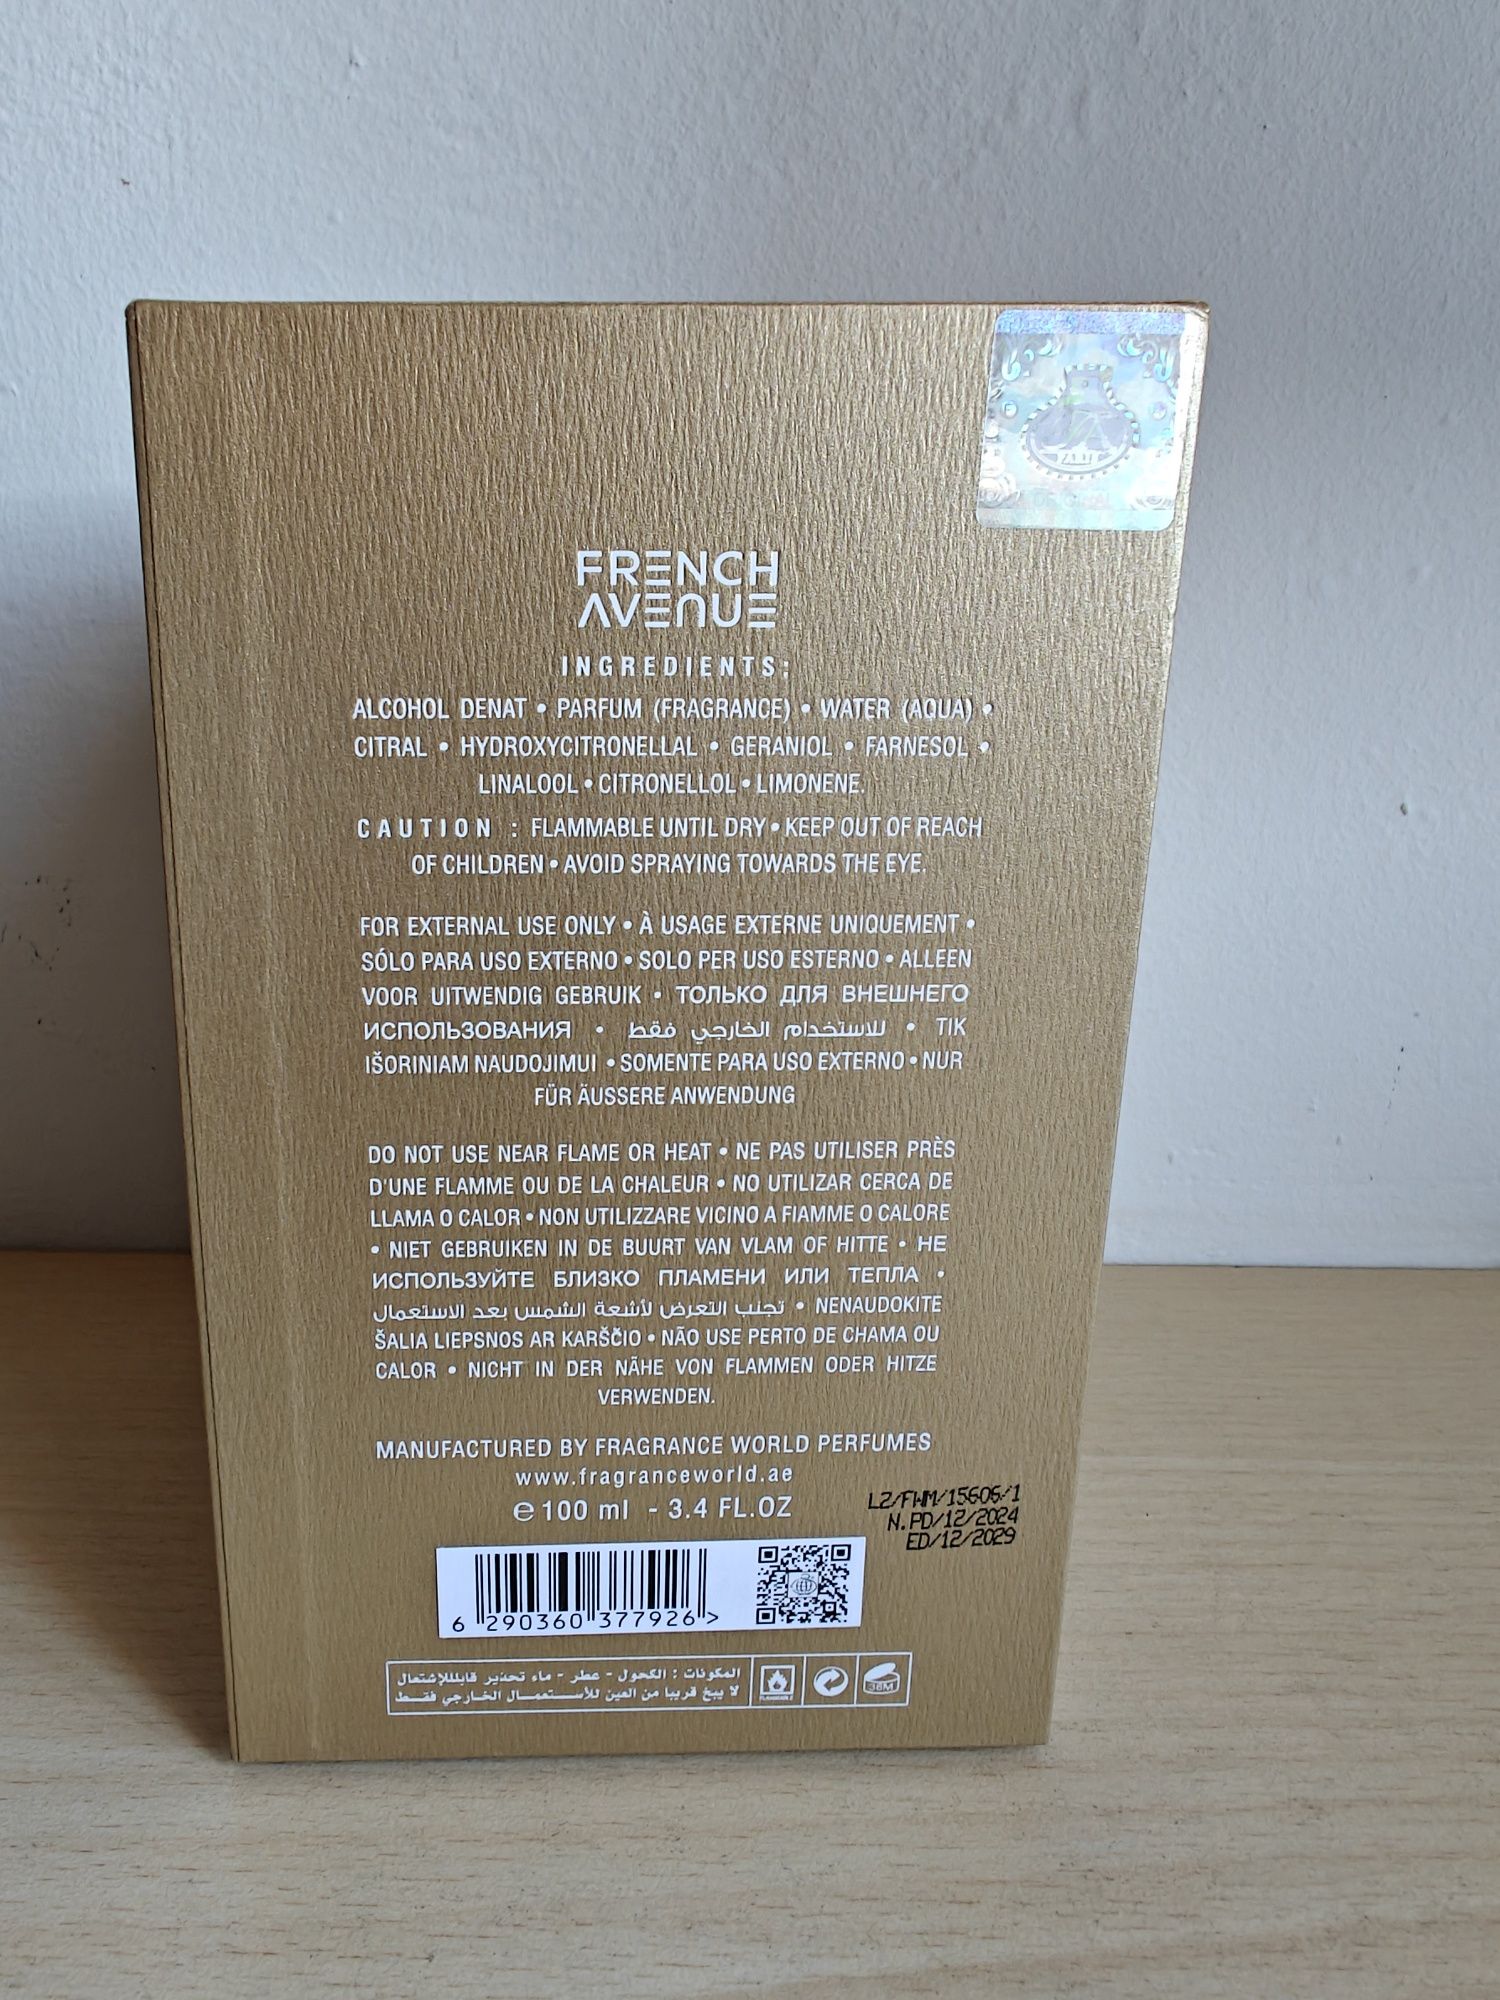 FRENCH
AVENUE
INGREDIENTS:
ALCOHOL DENAT • PARFUM (FRAGRANCE) • WATER (AQUA) •
CITRAL • HYDROXYCITRONELLAL • GERANIOL • FARNESOL •
LINALOOL • CITRONELLOL • LIMONENE.
CAUTION : FLAMMABLE UNTIL DRY • KEEP OUT OF REACH
OF CHILDREN • AVOID SPRAYING TOWARDS THE EYE.
FOR EXTERNAL USE ONLY • À USAGE EXTERNE UNIQUEMENT •
SÓLO PARA USO EXTERNO • SOLO PER USO ESTERNO • ALLEEN
VOOR UITWENDIG GEBRUIK • ТОЛЬКО ДЛЯ ВНЕШНЕГО
ИСПОЛЬЗОВАНИЯ • للاستخدام الخارجي فقط • TIK
IŠORINIAM NAUDOJIMUI • SOMENTE PARA USO EXTERNO • NUR
FÜR ÄUSSERE ANWENDUNG
DO NOT USE NEAR FLAME OR HEAT • NE PAS UTILISER PRÈS
D'UNE FLAMME OU DE LA CHALEUR • NO UTILIZAR CERCA DE
LLAMA O CALOR • NON UTILIZZARE VICINO A FIAMME O CALORE
• NIET GEBRUIKEN IN DE BUURT VAN VLAM OF HITTE • НЕ
ИСПОЛЬЗУЙТЕ БЛИЗКО ПЛАМЕНИ ИЛИ ТЕПЛА •
تجنب التعرض لأشعة الشمس بعد الاستعمال • NENAUDOKITE
ŠALIA LIEPSNOS AR KARŠČIO • NÃO USE PERTO DE CHAMA OU
CALOR • NICHT IN DER NÄHE VON FLAMMEN ODER HITZE
VERWENDEN.
MANUFACTURED BY FRAGRANCE WORLD PERFUMES
www.fragranceworld.ae
℮ 100 ml - 3.4 FL.OZ
L2/FWM/15606/1
N.PD/12/2024
ED/12/2029
6 290360 377926 >
المكونات : الكحول - عطر - ماء تحذير قابلللإشتعال
لا يبخ قريبا من العين للأستعمال الخارجي فقط
FLAMMABLE
36M